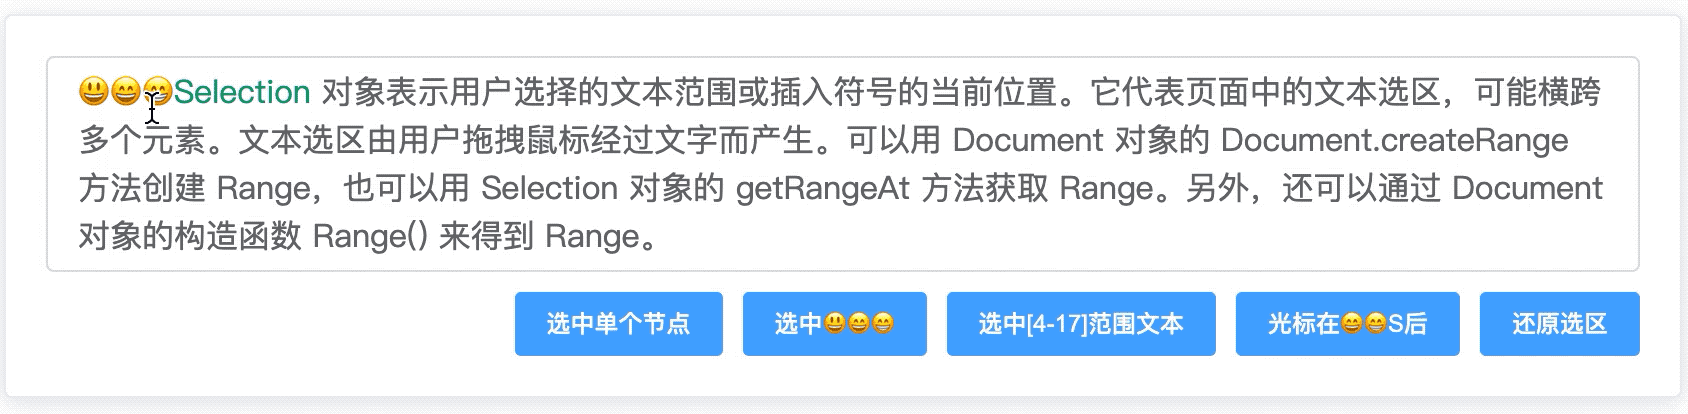 😃😄😁Selection 对象表示用户选择的文本范围或插入符号的当前位置。它代表页面中的文本选区，可能横跨
多个元素。文本选区由用户拖拽鼠标经过文字而产生。可以用 Document 对象的 Document.createRange
方法创建 Range，也可以用 Selection 对象的 getRangeAt 方法获取 Range。另外，还可以通过 Document
对象的构造函数 Range() 来得到 Range。
选中单个节点 选中😃😄😁 选中[4-17]范围文本 光标在😄😁S后 还原选区